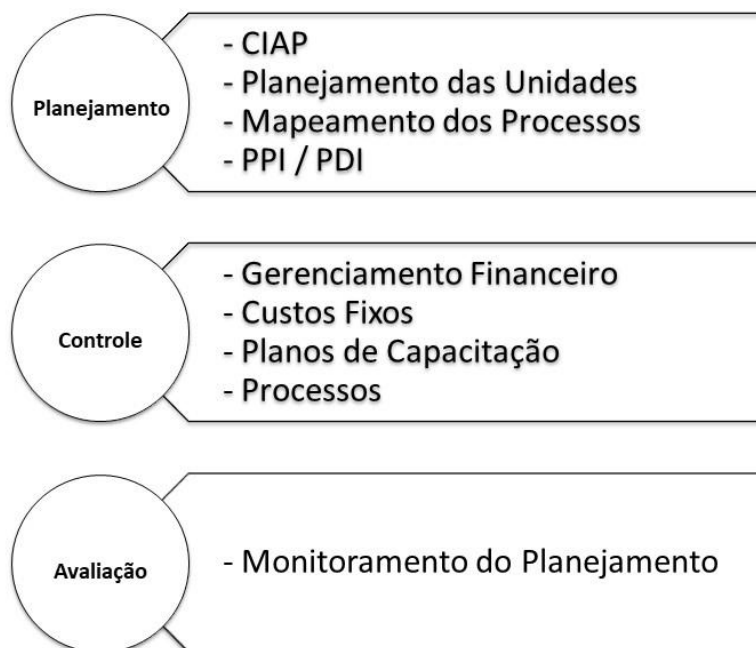 Planejamento
- CIAP
- Planejamento das Unidades
- Mapeamento dos Processos
- PPI / PDI
Controle
- Gerenciamento Financeiro
- Custos Fixos
- Planos de Capacitação
- Processos
Avaliação
- Monitoramento do Planejamento